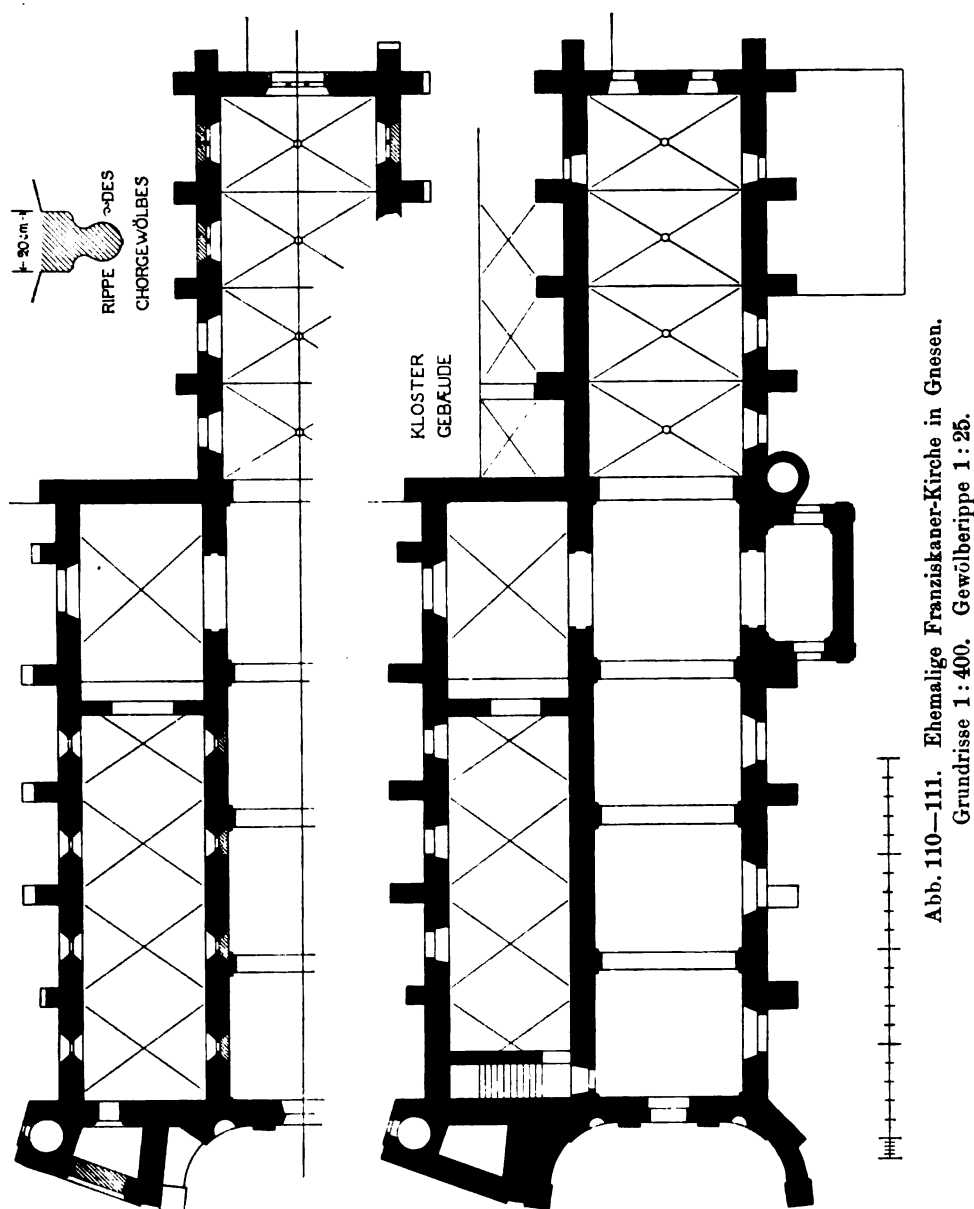 20cm
RIPPE DES
CHORGEWÖLBES
KLOSTER
GEBÆUDE
Abb. 110—111. Ehemalige Franziskaner-Kirche in Gnesen.
Grundrisse 1:400. Gewölberippe 1:25.